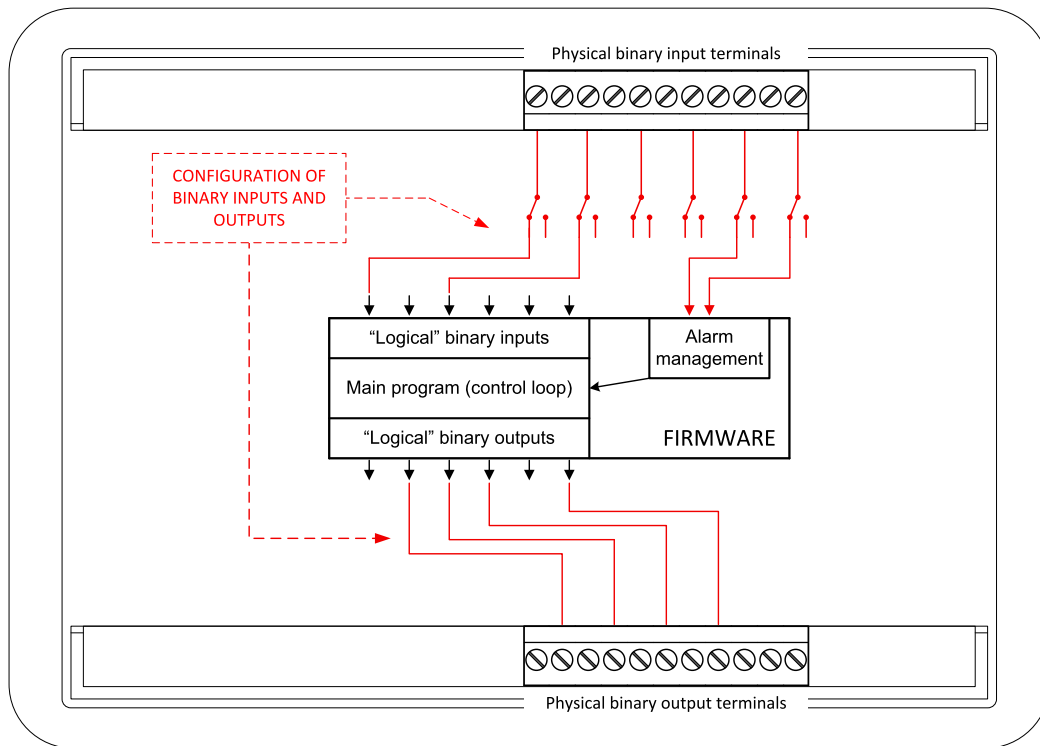 Physical binary input terminals
CONFIGURATION OF
BINARY INPUTS AND
OUTPUTS
“Logical” binary inputs
Alarm
management
Main program (control loop)
“Logical” binary outputs
FIRMWARE
Physical binary output terminals